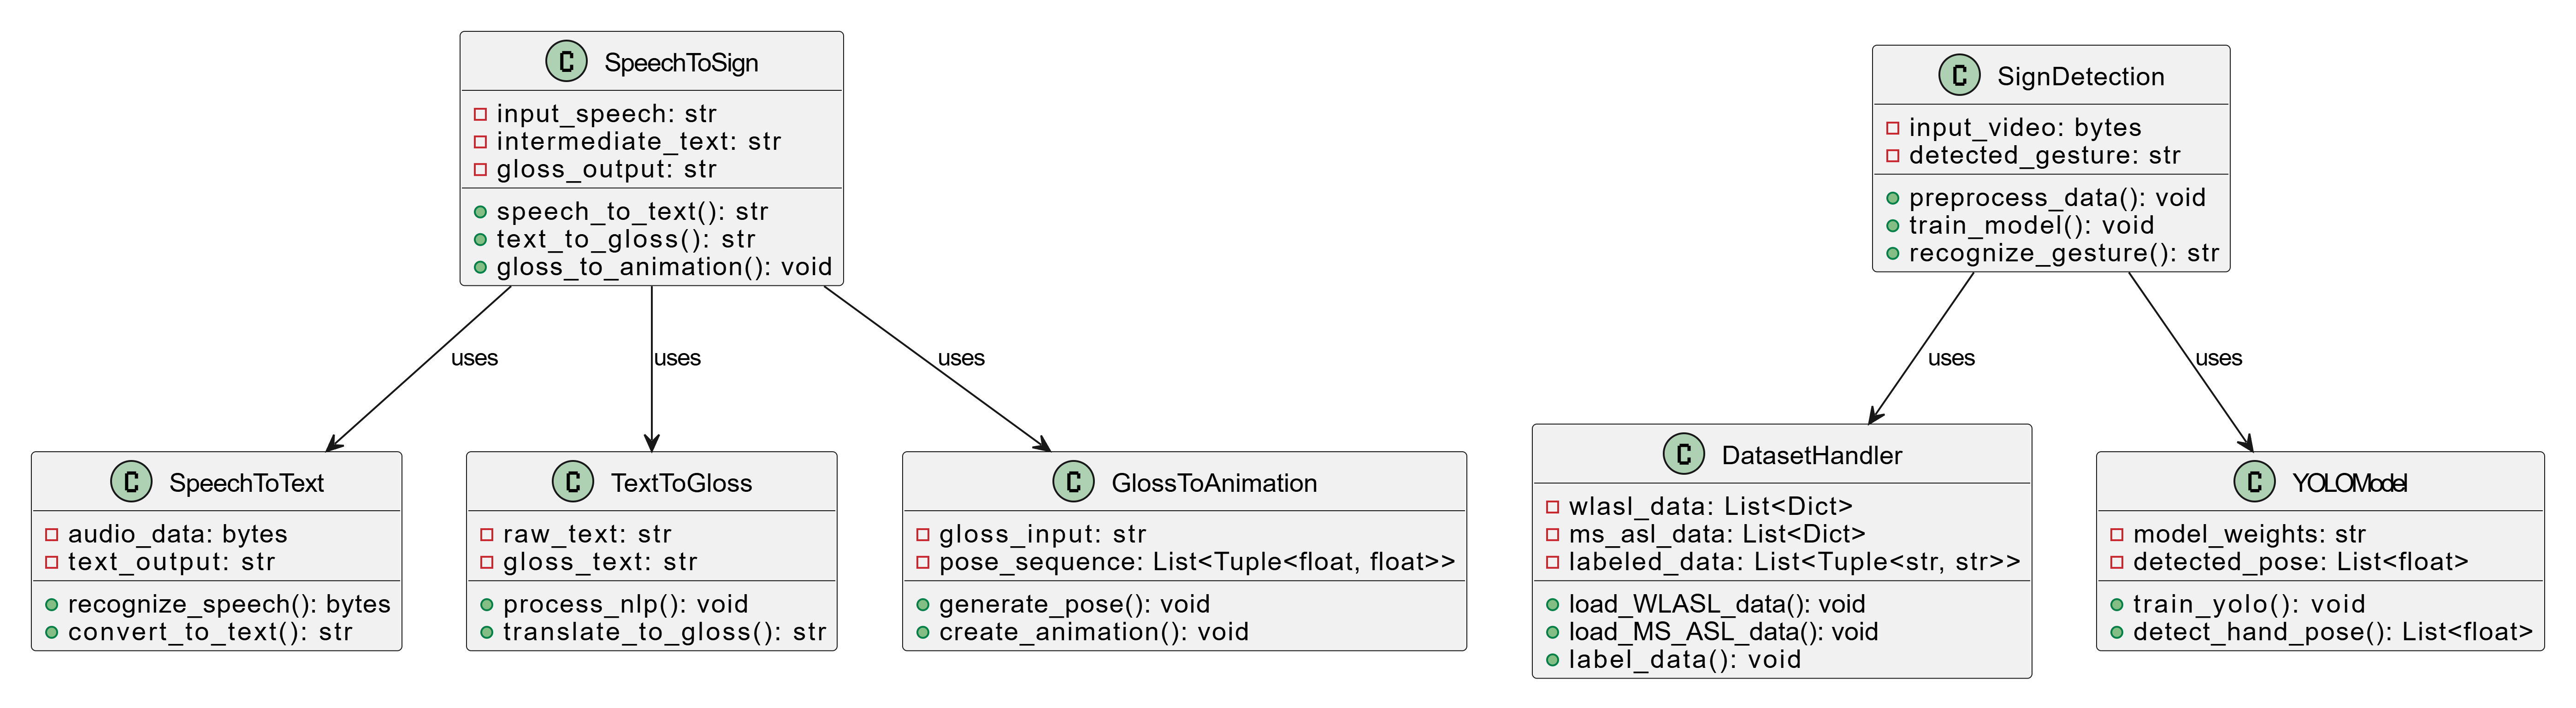 C SpeechToSign
input_speech: str
intermediate_text: str
gloss_output: str
speech_to_text(): str
text_to_gloss(): str
gloss_to_animation(): void
C SignDetection
input_video: bytes
detected_gesture: str
preprocess_data(): void
train_model(): void
recognize_gesture(): str
uses
uses
uses
uses
uses
C SpeechToText
audio_data: bytes
text_output: str
recognize_speech(): bytes
convert_to_text(): str
C TextToGloss
raw_text: str
gloss_text: str
process_nlp(): void
translate_to_gloss(): str
C GlossToAnimation
gloss_input: str
pose_sequence: List<Tuple<float, float>>
generate_pose(): void
create_animation(): void
C DatasetHandler
wlasl_data: List<Dict>
ms_asl_data: List<Dict>
labeled_data: List<Tuple<str, str>>
load_WLASL_data(): void
load_MS_ASL_data(): void
label_data(): void
C YOLOModel
model_weights: str
detected_pose: List<float>
train_yolo(): void
detect_hand_pose(): List<float>